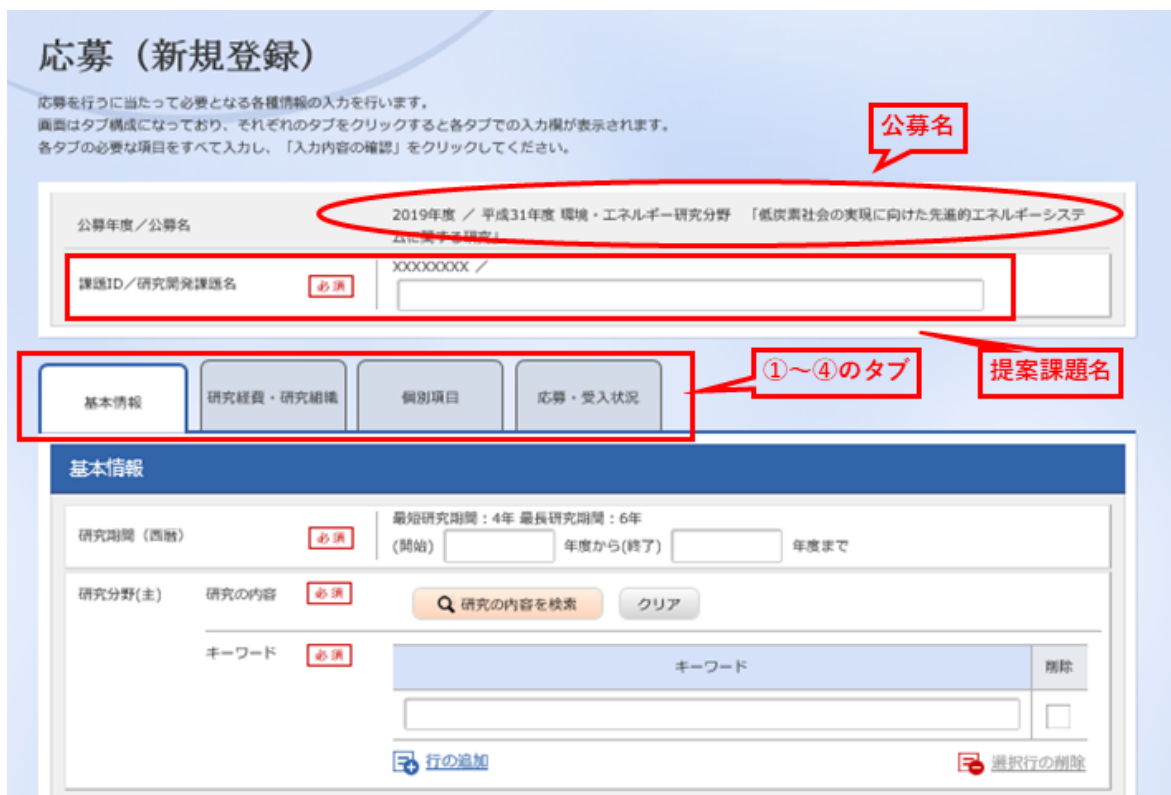 応募（新規登録）
応募を行うに当たって必要となる各種情報の入力を行います。
画面はタブ構成になっており、それぞれのタブをクリックすると各タブでの入力欄が表示されます。
各タブの必要な項目をすべて入力し、「入力内容の確認」をクリックしてください。
公募名
公募年度／公募名
2019年度 ／ 平成31年度 環境・エネルギー研究分野 「低炭素社会の実現に向けた先進的エネルギーシステ
ムに関する研究」
課題ID／研究開発課題名 必須
XXXXXXXX ／
①～④のタブ
提案課題名
基本情報 研究経費・研究組織 個別項目 応募・受入状況
基本情報
研究期間（西暦） 必須
最短研究期間：4年 最長研究期間：6年
(開始) 年度から(終了) 年度まで
研究分野(主) 研究の内容 必須 研究の内容を検索 クリア
キーワード 必須 キーワード 削除
行の追加 選択行の削除